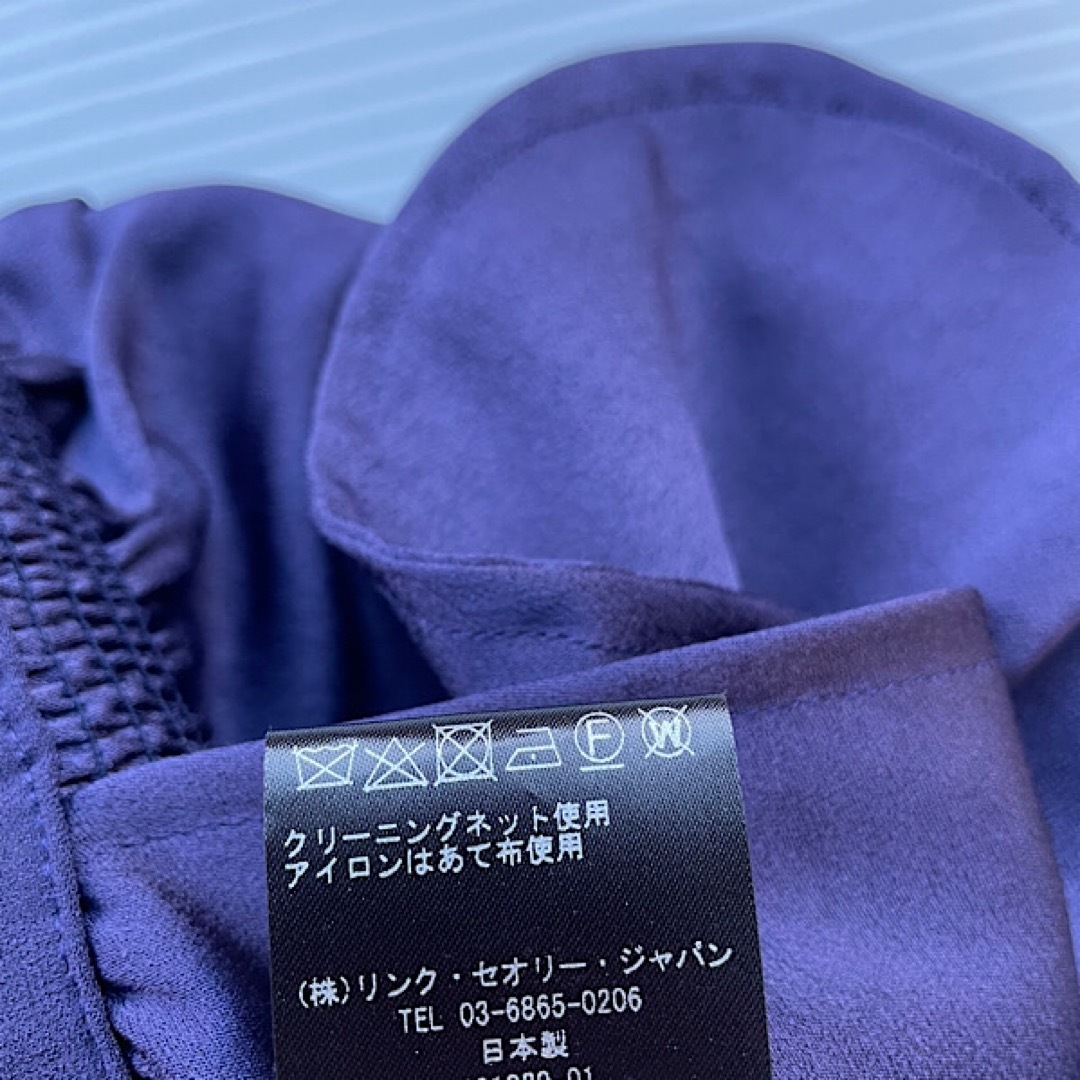 F W
クリーニングネット使用
アイロンはあて布使用
(株)リンク・セオリー・ジャパン
TEL 03-6865-0206
日本製